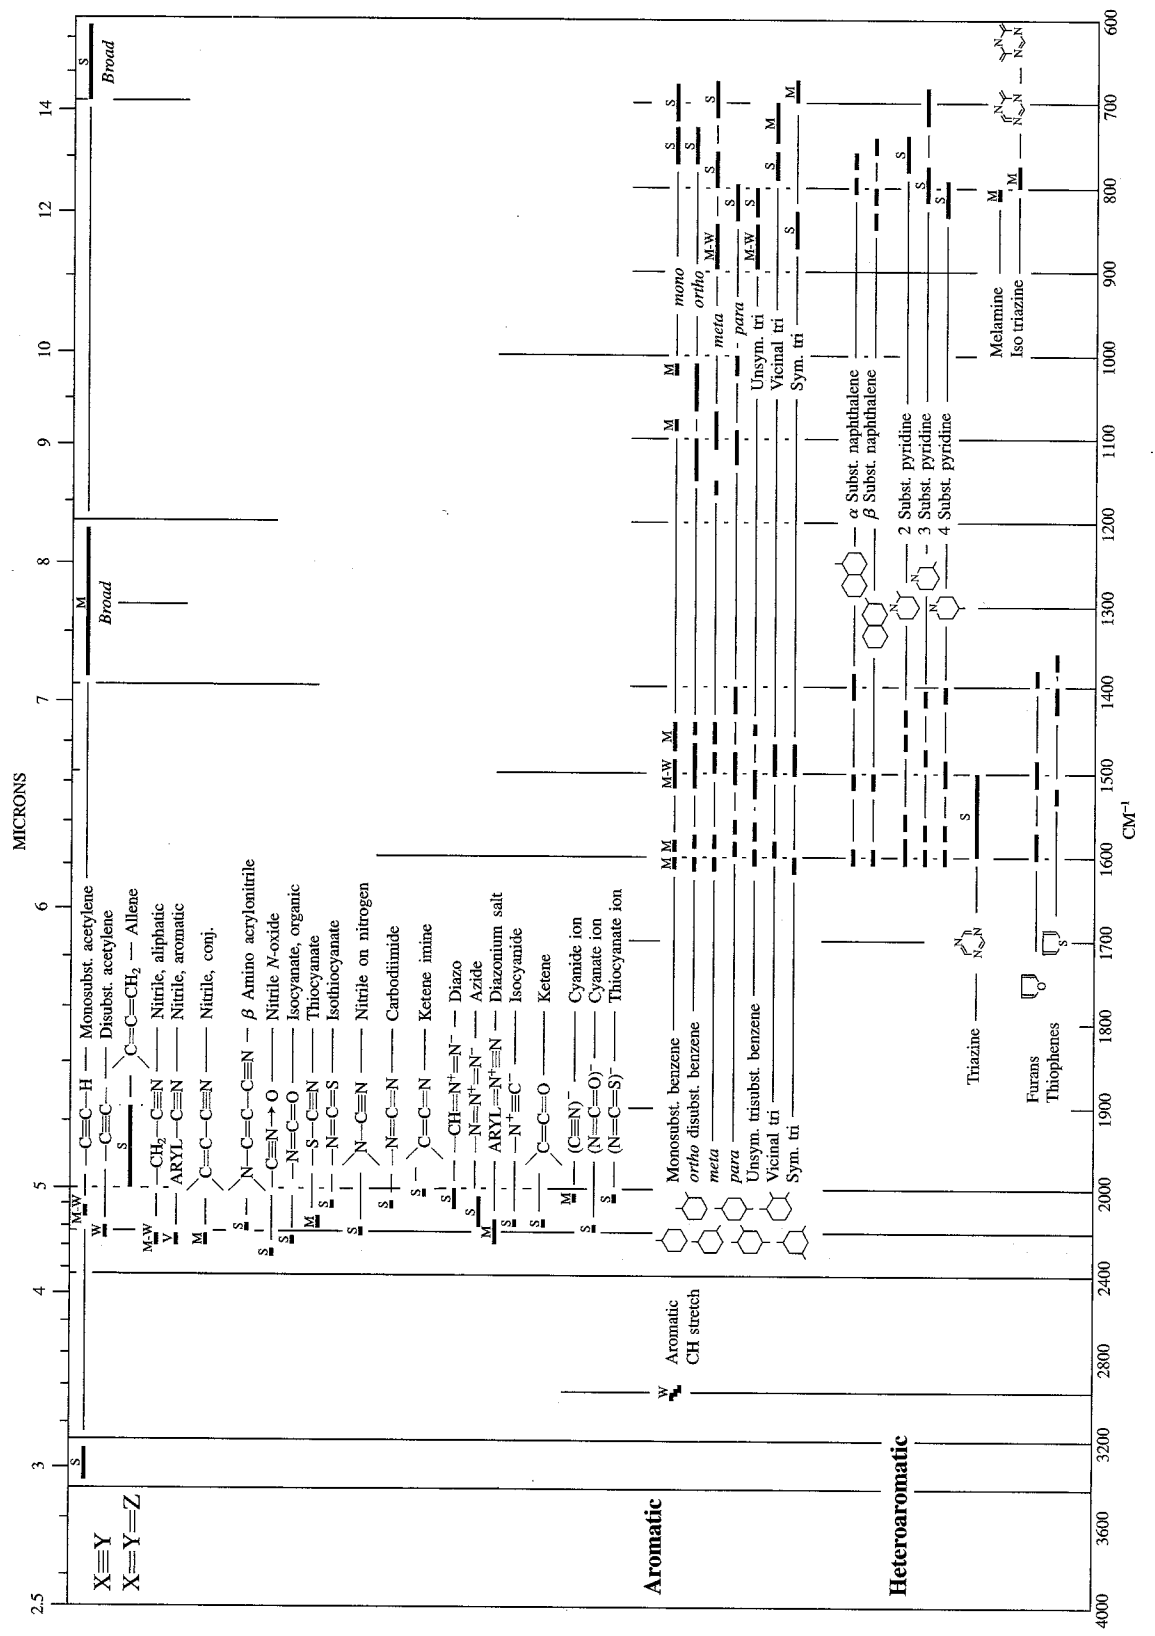 MICRONS
2.5 3 4 5 6 7 8 9 10 12 14
X≡Y
X=Y=Z
S
M-W
—C≡C—H — Monosubst. acetylene
M
Broad
S
Broad
W
—C≡C— — Disubst. acetylene
S
C=C=CH2 — Allene
M-W
—CH2—C≡N — Nitrile, aliphatic
V
ARYL—C≡N — Nitrile, aromatic
M
C=C—C≡N — Nitrile, conj.
S
N—C=C—C≡N — β Amino acrylonitrile
S
C≡N→O — Nitrile N-oxide
S
—N=C=O — Isocyanate, organic
M
—S—C≡N — Thiocyanate
S
—N=C=S — Isothiocyanate
S
N—C≡N — Nitrile on nitrogen
S
—N=C=N— — Carbodiimide
S
C=C=N— — Ketene imine
S
—CH=N+=N− — Diazo
S
—N=N+=N− — Azide
M
ARYL—N+≡N — Diazonium salt
S
—N+≡C− — Isocyanide
S
C=C=O — Ketene
M
(C≡N)− — Cyanide ion
S
(N=C=O)− — Cyanate ion
S
(N=C=S)− — Thiocyanate ion
Aromatic
W
Aromatic
CH stretch
Monosubst. benzene M M M-W M M M mono S S
ortho disubst. benzene ortho S
meta meta M-W S S
para para S
Unsym. trisubst. benzene Unsym. tri M-W S
Vicinal tri Vicinal tri S M
Sym. tri Sym. tri S M
Heteroaromatic
α Subst. naphthalene
β Subst. naphthalene
N 2 Subst. pyridine S
N 3 Subst. pyridine S
N 4 Subst. pyridine S
Triazine N N N S
Melamine M N N N
Iso triazine M N N N
Furans O
Thiophenes S
4000 3600 3200 2800 2400 2000 1900 1800 1700 1600 1500 1400 1300 1200 1100 1000 900 800 700 600
CM−1